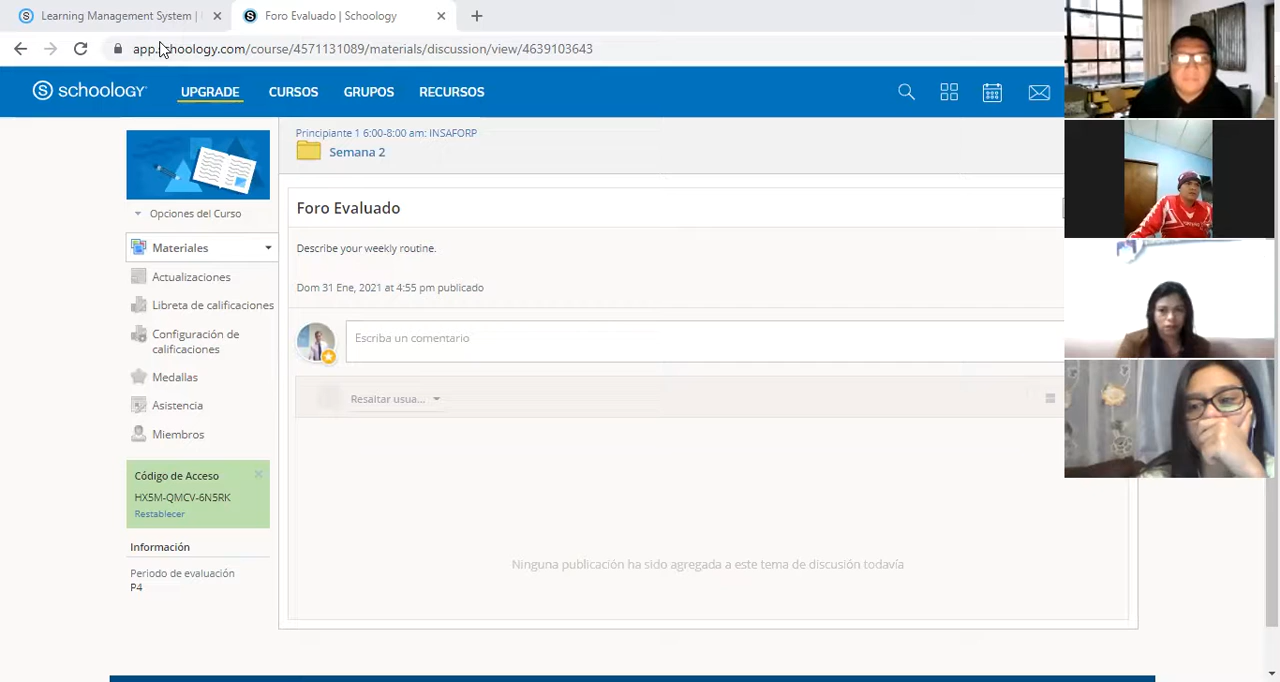 Learning Management System |
Foro Evaluado | Schoology
app.schoology.com/course/4571131089/materials/discussion/view/4639103643
schoology
UPGRADE
CURSOS
GRUPOS
RECURSOS
Principiante 1 6:00-8:00 am: INSAFORP
Semana 2
Opciones del Curso
Materiales
Actualizaciones
Libreta de calificaciones
Configuración de
calificaciones
Medallas
Asistencia
Miembros
Código de Acceso
HX5M-QMCV-6N5RK
Restablecer
Información
Periodo de evaluación
P4
Foro Evaluado
Describe your weekly routine.
Dom 31 Ene, 2021 at 4:55 pm publicado
Escriba un comentario
Resaltar usua...
Ninguna publicación ha sido agregada a este tema de discusión todavía